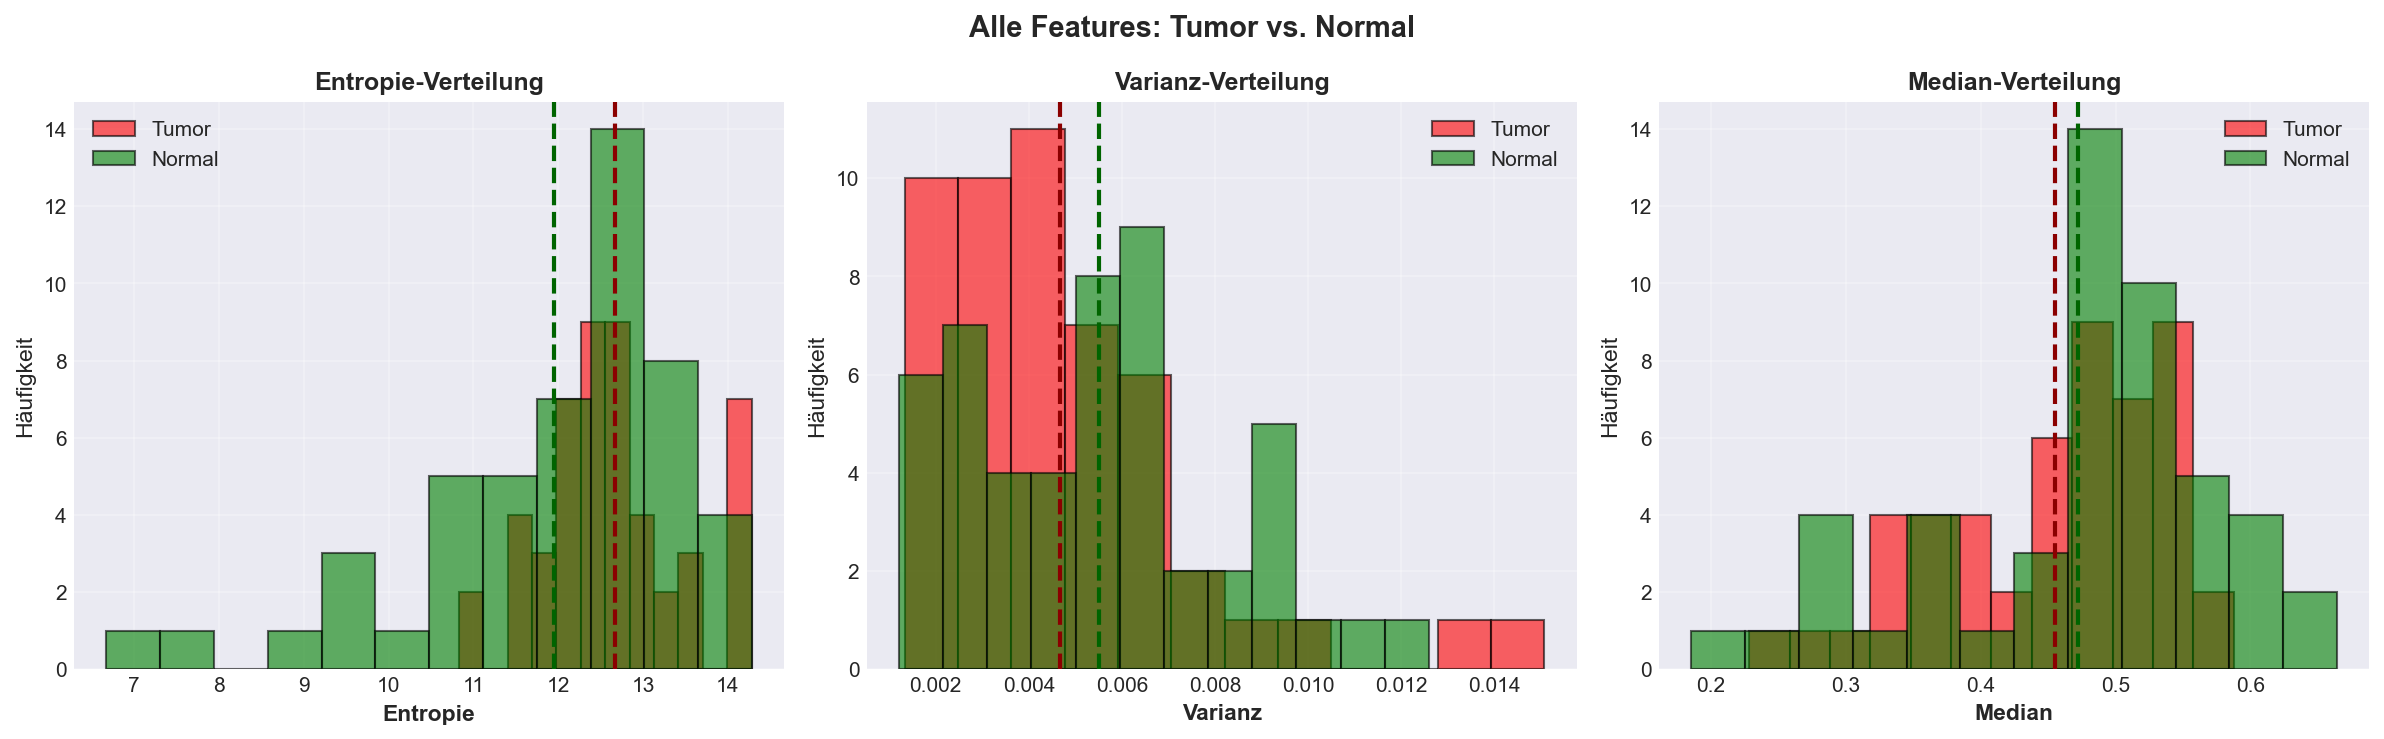 Alle Features: Tumor vs. Normal
Entropie-Verteilung
Tumor
Normal
14
12
10
8
6
4
2
0
Häufigkeit
7 8 9 10 11 12 13 14
Entropie
Varianz-Verteilung
Tumor
Normal
10
8
6
4
2
0
Häufigkeit
0.002 0.004 0.006 0.008 0.010 0.012 0.014
Varianz
Median-Verteilung
Tumor
Normal
14
12
10
8
6
4
2
0
Häufigkeit
0.2 0.3 0.4 0.5 0.6
Median